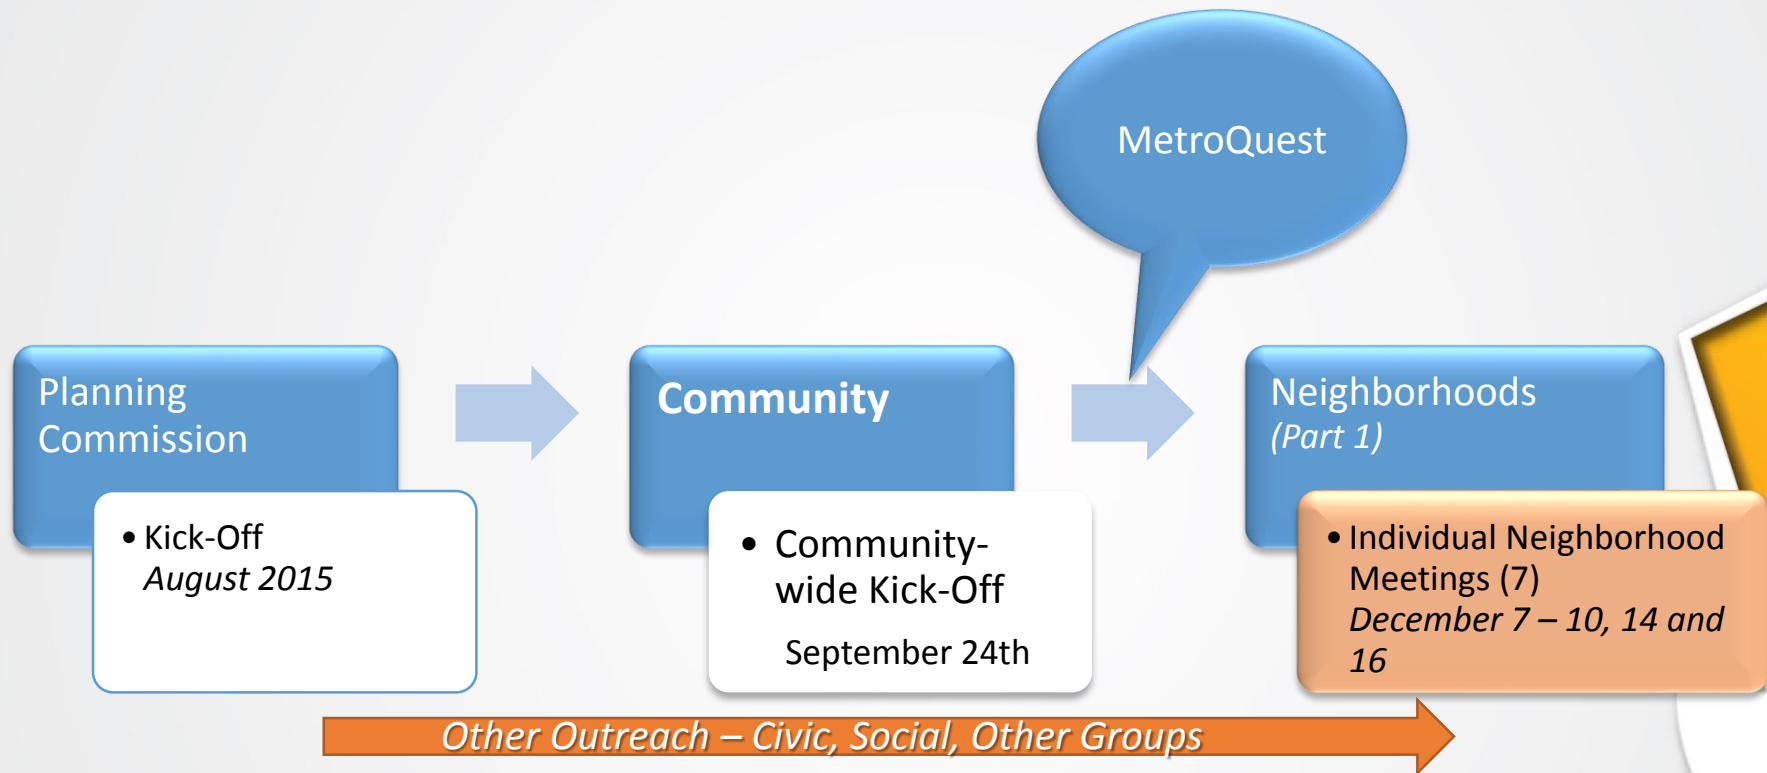 MetroQuest
Planning
Commission
• Kick-Off
August 2015
Community
• Community-
wide Kick-Off
September 24th
Neighborhoods
(Part 1)
• Individual Neighborhood
Meetings (7)
December 7 – 10, 14 and
16
Other Outreach – Civic, Social, Other Groups